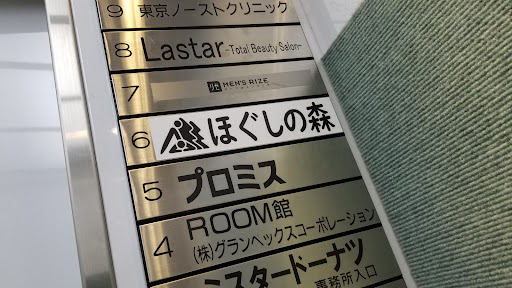 9 東京ノーストクリニック
8 Lastar -Total Beauty Salon-
7 リゼ MEN'S RIZE
6 ほぐしの森
5 プロミス
4 ROOM館
(株)グランヘックスコーポレーション
ミスタードーナツ
事務所入口